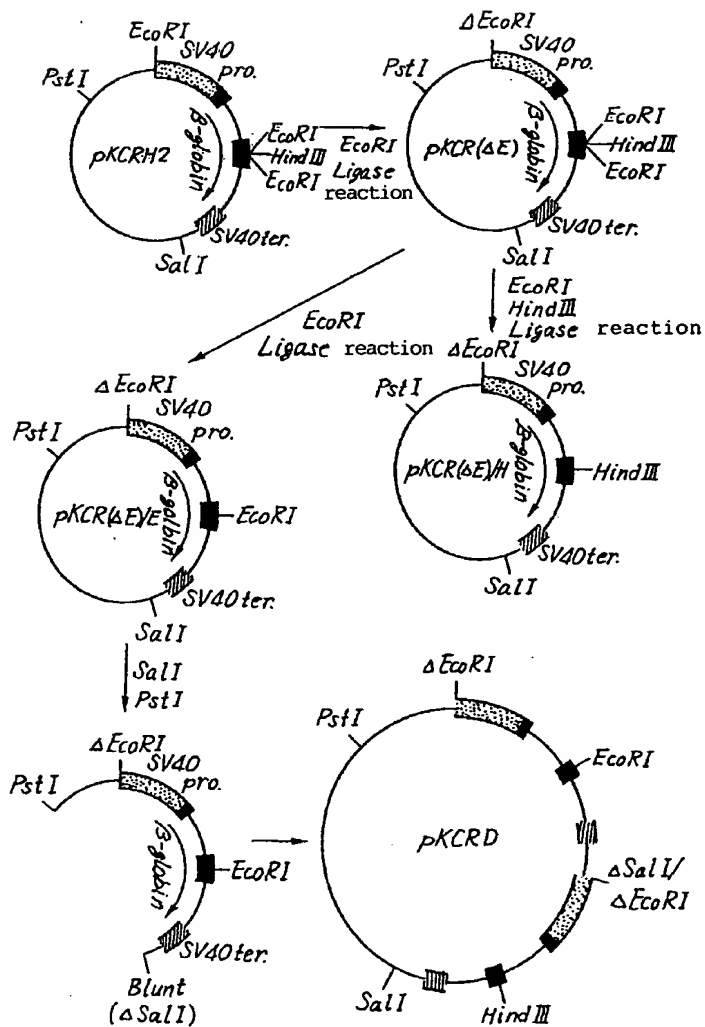 EcoRI
SV40
pro.
PstI
β-globin
pKCRH2
EcoRI
HindIII
EcoRI
SV40ter.
SalI
EcoRI
Ligase
reaction
ΔEcoRI
SV40
pro.
PstI
β-globin
pKCR(ΔE)
EcoRI
HindIII
EcoRI
SV40ter.
SalI
EcoRI
Ligase reaction
EcoRI
HindIII
Ligase reaction
ΔEcoRI
SV40
pro.
PstI
β-globin
pKCR(ΔE)/H
HindIII
SV40ter.
SalI
ΔEcoRI
SV40
pro.
PstI
β-galbin
pKCR(ΔE)/E
EcoRI
SV40ter.
SalI
SalI
PstI
ΔEcoRI
SV40
pro.
PstI
β-globin
EcoRI
SV40ter.
Blunt
(ΔSalI)
ΔEcoRI
PstI
EcoRI
pKCRD
ΔSalI/
ΔEcoRI
SalI
HindIII